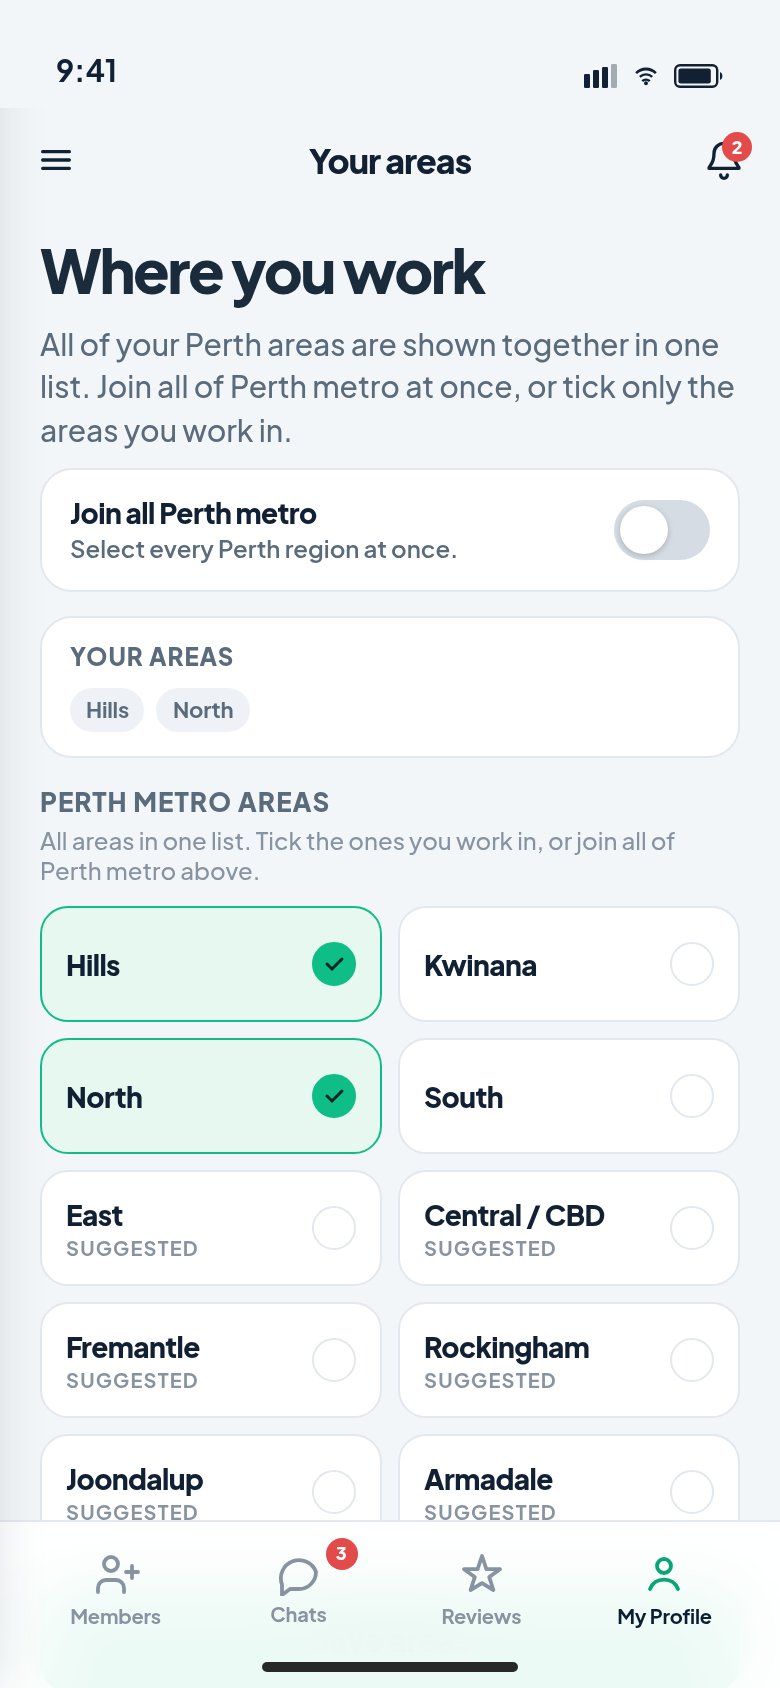 9:41
Your areas
2
Where you work
All of your Perth areas are shown together in one
list. Join all of Perth metro at once, or tick only the
areas you work in.
Join all Perth metro
Select every Perth region at once.
YOUR AREAS
Hills North
PERTH METRO AREAS
All areas in one list. Tick the ones you work in, or join all of
Perth metro above.
Hills Kwinana
North South
East Central / CBD
SUGGESTED SUGGESTED
Fremantle Rockingham
SUGGESTED SUGGESTED
Joondalup Armadale
SUGGESTED SUGGESTED
3
Members Chats Reviews My Profile